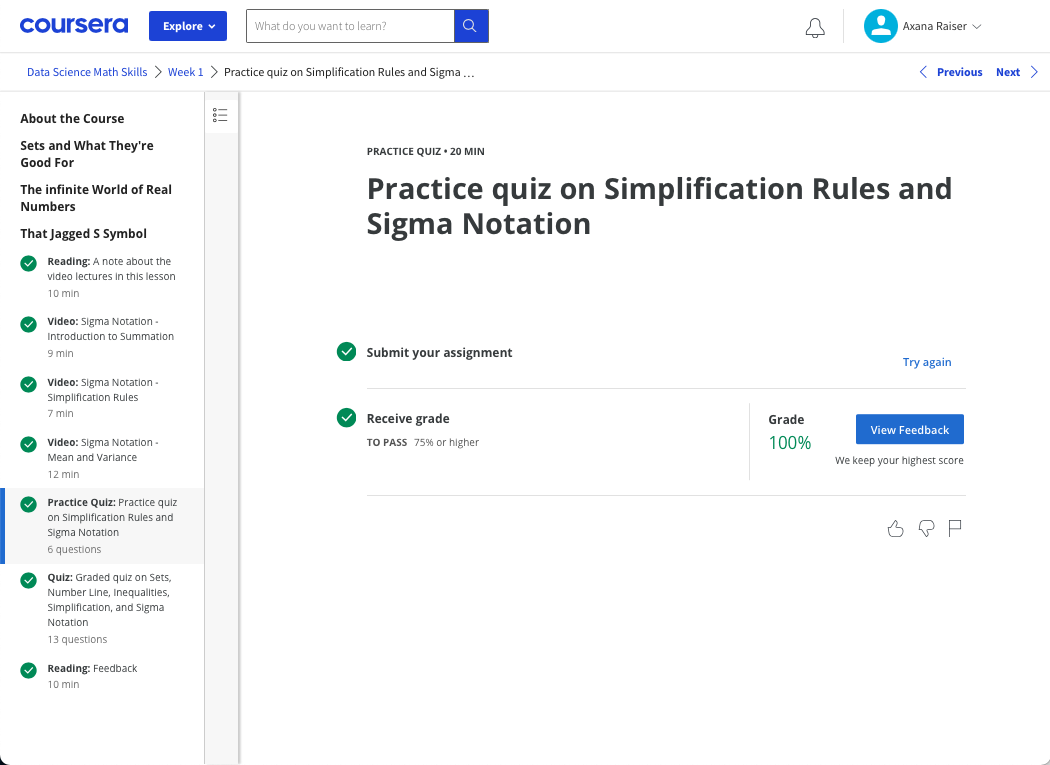 coursera
Explore
What do you want to learn?
Axana Raiser
Data Science Math Skills
Week 1
Practice quiz on Simplification Rules and Sigma ...
Previous
Next
About the Course
Sets and What They're
Good For
The infinite World of Real
Numbers
That Jagged S Symbol
Reading: A note about the
video lectures in this lesson
10 min
Video: Sigma Notation -
Introduction to Summation
9 min
Video: Sigma Notation -
Simplification Rules
7 min
Video: Sigma Notation -
Mean and Variance
12 min
Practice Quiz: Practice quiz
on Simplification Rules and
Sigma Notation
6 questions
Quiz: Graded quiz on Sets,
Number Line, Inequalities,
Simplification, and Sigma
Notation
13 questions
Reading: Feedback
10 min
PRACTICE QUIZ • 20 MIN
Practice quiz on Simplification Rules and
Sigma Notation
Submit your assignment
Try again
Receive grade
TO PASS 75% or higher
Grade
100%
View Feedback
We keep your highest score